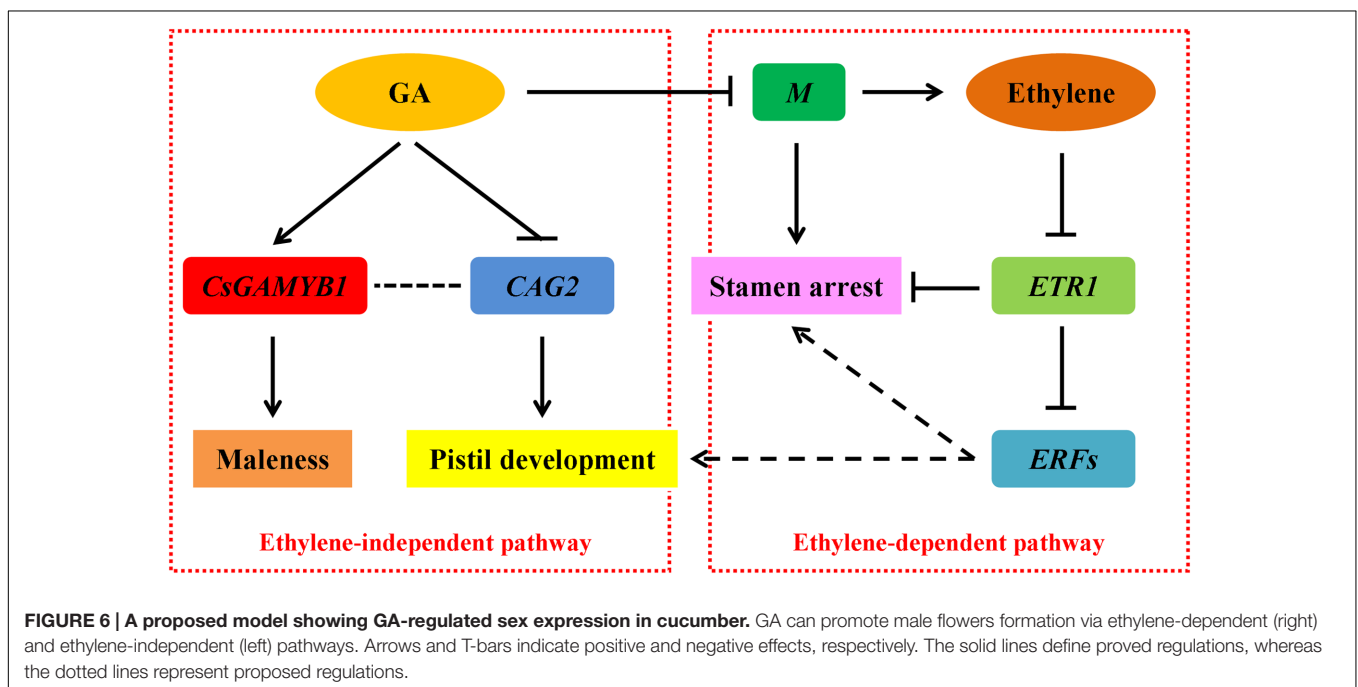 GA
M
Ethylene
CsGAMYB1
CAG2
Stamen arrest
ETR1
Maleness
Pistil development
ERFs
Ethylene-independent pathway
Ethylene-dependent pathway
FIGURE 6 | A proposed model showing GA-regulated sex expression in cucumber. GA can promote male flowers formation via ethylene-dependent (right)
and ethylene-independent (left) pathways. Arrows and T-bars indicate positive and negative effects, respectively. The solid lines define proved regulations, whereas
the dotted lines represent proposed regulations.